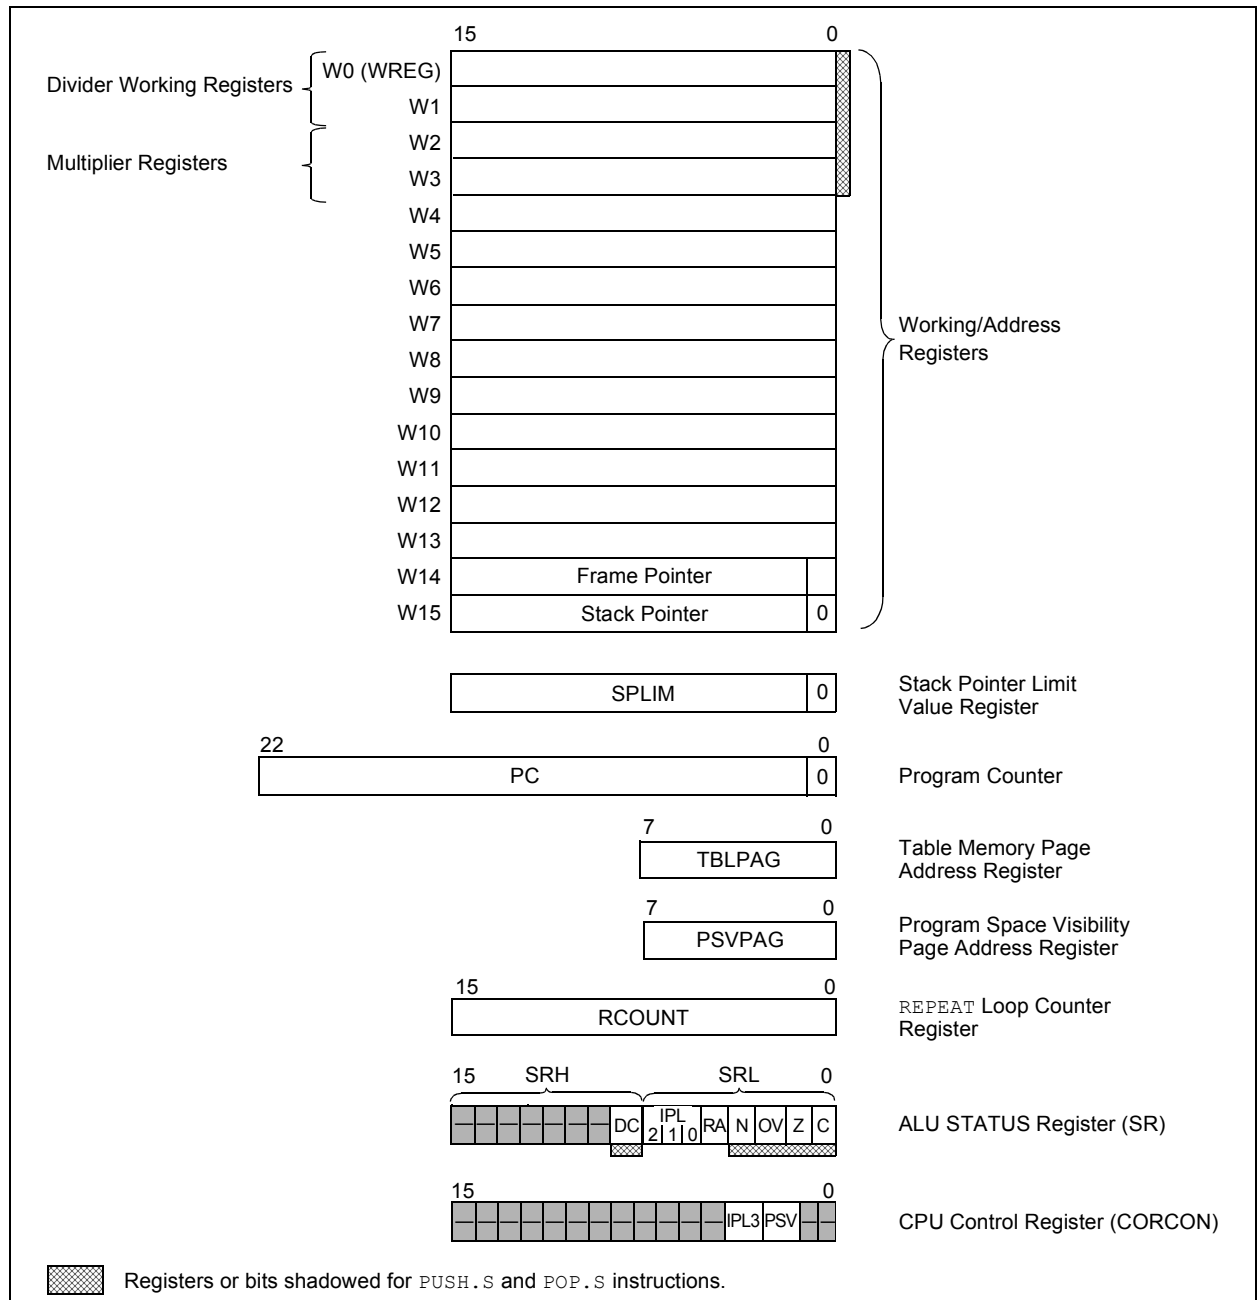 15 0
W0 (WREG)
Divider Working Registers
W1
W2
Multiplier Registers
W3
W4
W5
W6
W7
Working/Address
Registers
W8
W9
W10
W11
W12
W13
W14 Frame Pointer
W15 Stack Pointer 0
SPLIM 0
Stack Pointer Limit
Value Register
22 0
PC 0 Program Counter
7 0
TBLPAG
Table Memory Page
Address Register
7 0
PSVPAG
Program Space Visibility
Page Address Register
15 0
RCOUNT
REPEAT Loop Counter
Register
15 SRH SRL 0
— — — — — — — DC IPL 2 1 0 RA N OV Z C ALU STATUS Register (SR)
15 0
— — — — — — — — — — — — IPL3 PSV — — CPU Control Register (CORCON)
Registers or bits shadowed for PUSH.S and POP.S instructions.